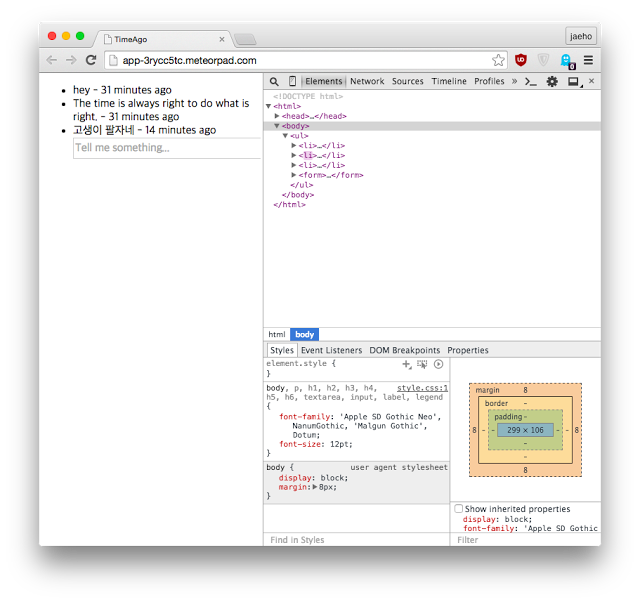 TimeAgo
jaeho
app-3rycc5tc.meteorpad.com
hey - 31 minutes ago
The time is always right to do what is
right. - 31 minutes ago
고생이 팔자네 - 14 minutes ago
Tell me something...
Elements Network Sources Timeline Profiles »
<!DOCTYPE html>
▼<html>
▶<head>…</head>
▼<body>
▼<ul>
▶<li>…</li>
▶<li>…</li>
▶<li>…</li>
▶<form>…</form>
</ul>
</body>
</html>
html body
Styles Event Listeners DOM Breakpoints Properties
element.style {
}
body, p, h1, h2, h3, h4, style.css:1
h5, h6, textarea, input, label, legend
{
font-family: 'Apple SD Gothic Neo',
NanumGothic, 'Malgun Gothic',
Dotum;
font-size: 12pt;
}
body { user agent stylesheet
display: block;
margin:▶8px;
}
Find in Styles
margin 8
border -
padding -
8 - - 299 × 106 - - 8
-
-
8
Show inherited properties
display: block;
font-family: 'Apple SD Gothic
Filter